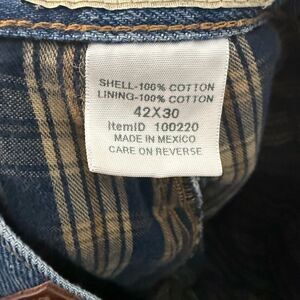 SHELL-100% COTTON
LINING-100% COTTON
42X30
ItemID 100220
MADE IN MEXICO
CARE ON REVERSE